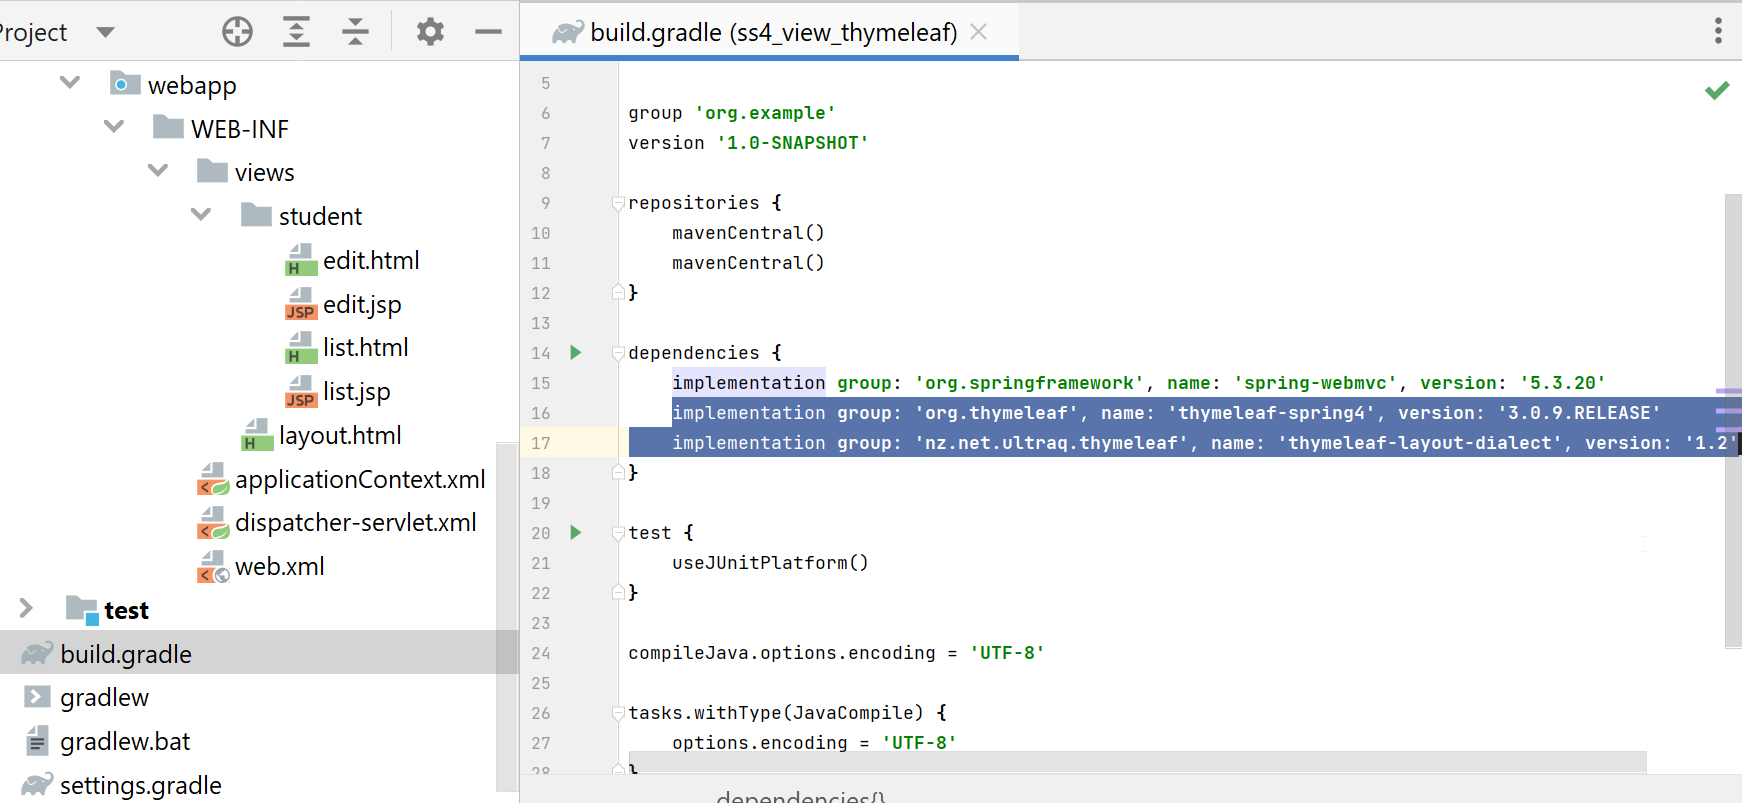 Project
webapp
WEB-INF
views
student
edit.html
edit.jsp
list.html
list.jsp
layout.html
applicationContext.xml
dispatcher-servlet.xml
web.xml
test
build.gradle
gradlew
gradlew.bat
settings.gradle
build.gradle (ss4_view_thymeleaf)
5
6 group 'org.example'
7 version '1.0-SNAPSHOT'
8
9 repositories {
10 mavenCentral()
11 mavenCentral()
12 }
13
14 dependencies {
15 implementation group: 'org.springframework', name: 'spring-webmvc', version: '5.3.20'
16 implementation group: 'org.thymeleaf', name: 'thymeleaf-spring4', version: '3.0.9.RELEASE'
17 implementation group: 'nz.net.ultraq.thymeleaf', name: 'thymeleaf-layout-dialect', version: '1.2'
18 }
19
20 test {
21 useJUnitPlatform()
22 }
23
24 compileJava.options.encoding = 'UTF-8'
25
26 tasks.withType(JavaCompile) {
27 options.encoding = 'UTF-8'
28 }
dependencies{}